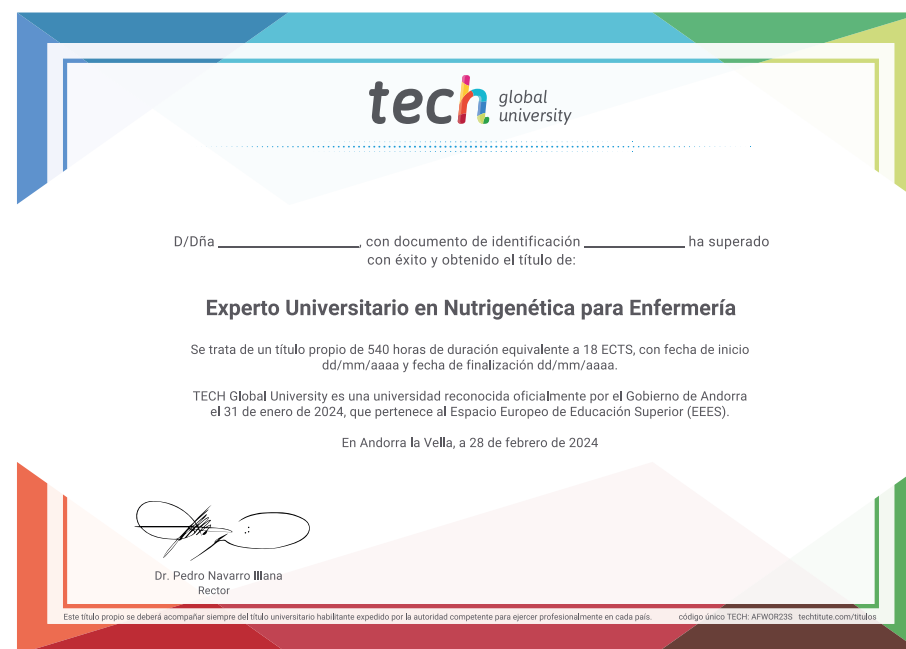 tech global
university
D/Dña ______________, con documento de identificación __________ ha superado
con éxito y obtenido el título de:
Experto Universitario en Nutrigenética para Enfermería
Se trata de un título propio de 540 horas de duración equivalente a 18 ECTS, con fecha de inicio
dd/mm/aaaa y fecha de finalización dd/mm/aaaa.
TECH Global University es una universidad reconocida oficialmente por el Gobierno de Andorra
el 31 de enero de 2024, que pertenece al Espacio Europeo de Educación Superior (EEES).
En Andorra la Vella, a 28 de febrero de 2024
Dr. Pedro Navarro Illana
Rector
Este título propio se deberá acompañar siempre del título universitario habilitante expedido por la autoridad competente para ejercer profesionalmente en cada país. código único TECH: AFWOR23S techtitute.com/titulos